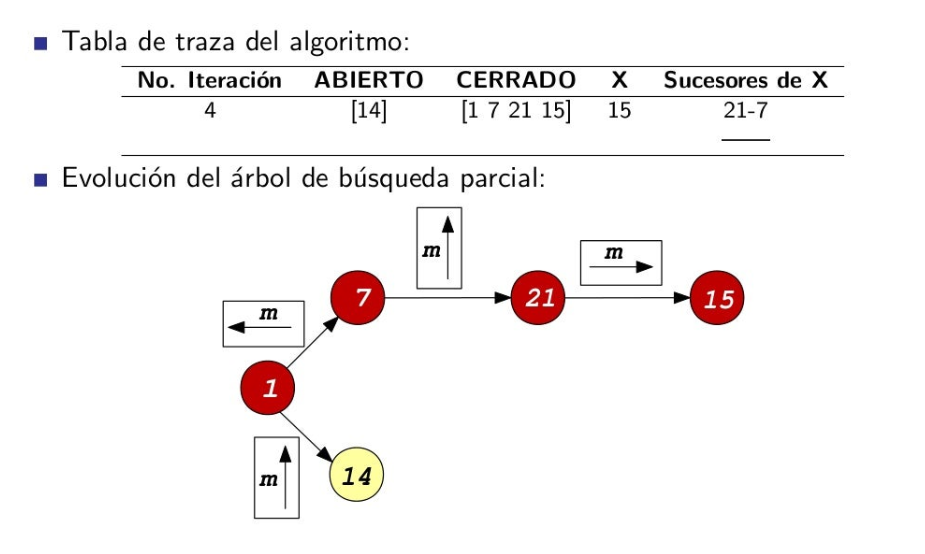 Tabla de traza del algoritmo:
No. Iteración ABIERTO CERRADO X Sucesores de X
4 [14] [1 7 21 15] 15 21-7
Evolución del árbol de búsqueda parcial:
m
m
7 21 15
m
1
m
14